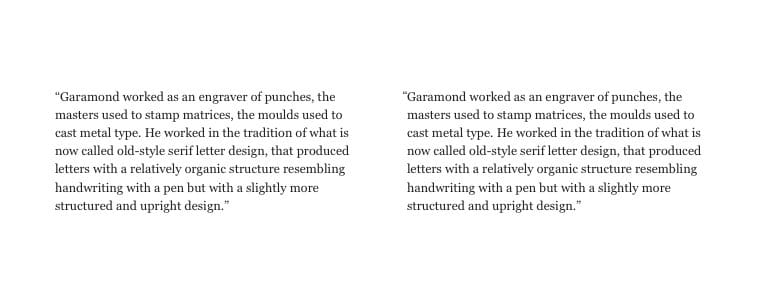 “Garamond worked as an engraver of punches, the
masters used to stamp matrices, the moulds used to
cast metal type. He worked in the tradition of what is
now called old-style serif letter design, that produced
letters with a relatively organic structure resembling
handwriting with a pen but with a slightly more
structured and upright design.”
“Garamond worked as an engraver of punches, the
masters used to stamp matrices, the moulds used to
cast metal type. He worked in the tradition of what is
now called old-style serif letter design, that produced
letters with a relatively organic structure resembling
handwriting with a pen but with a slightly more
structured and upright design.”